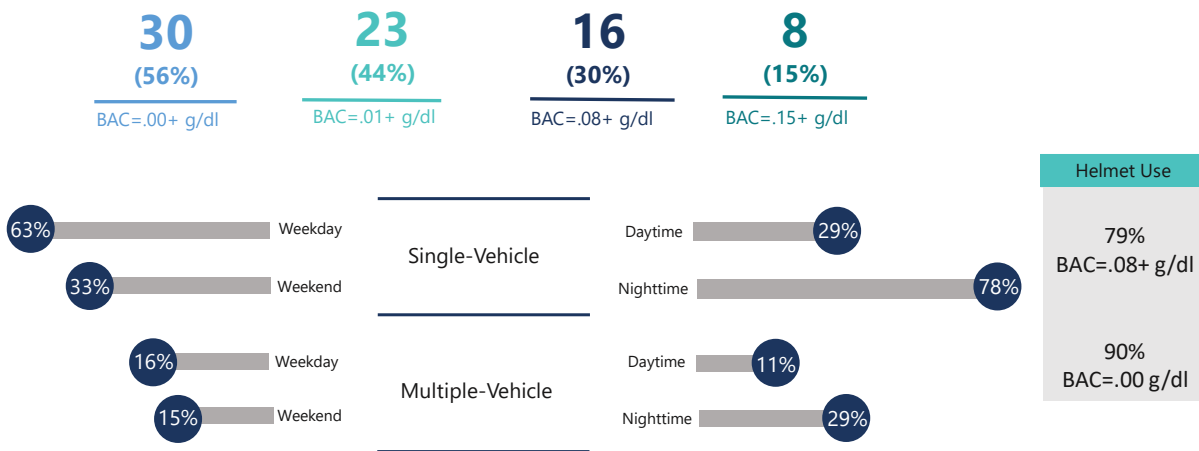 30
(56%)
BAC=.00+ g/dl
23
(44%)
BAC=.01+ g/dl
16
(30%)
BAC=.08+ g/dl
8
(15%)
BAC=.15+ g/dl
63%
Weekday
33%
Weekend
Single-Vehicle
Daytime
29%
Nighttime
78%
16%
Weekday
15%
Weekend
Multiple-Vehicle
Daytime
11%
Nighttime
29%
Helmet Use
79%
BAC=.08+ g/dl
90%
BAC=.00 g/dl